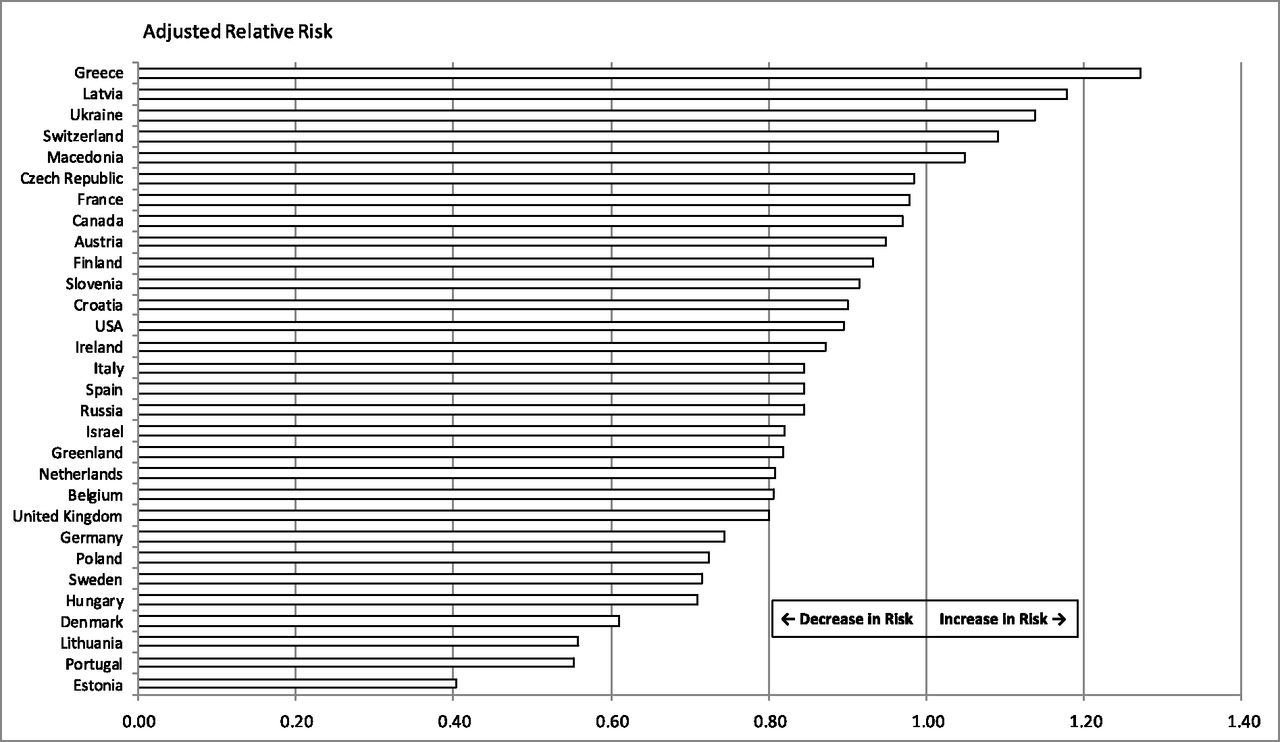 Adjusted Relative Risk
Greece
Latvia
Ukraine
Switzerland
Macedonia
Czech Republic
France
Canada
Austria
Finland
Slovenia
Croatia
USA
Ireland
Italy
Spain
Russia
Israel
Greenland
Netherlands
Belgium
United Kingdom
Germany
Poland
Sweden
Hungary
Denmark
Lithuania
Portugal
Estonia
← Decrease in Risk Increase in Risk →
0.00 0.20 0.40 0.60 0.80 1.00 1.20 1.40